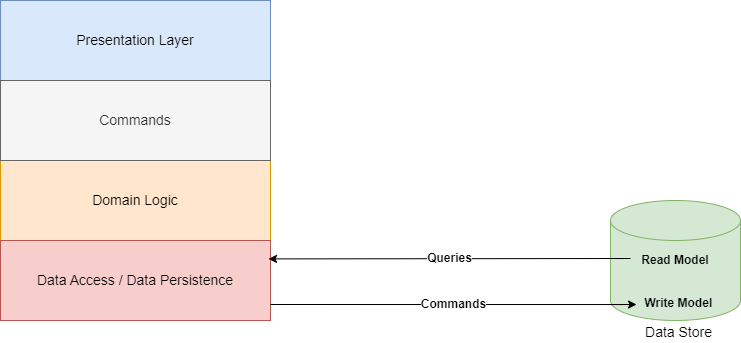 Presentation Layer
Commands
Domain Logic
Data Access / Data Persistence
Queries
Commands
Read Model
Write Model
Data Store